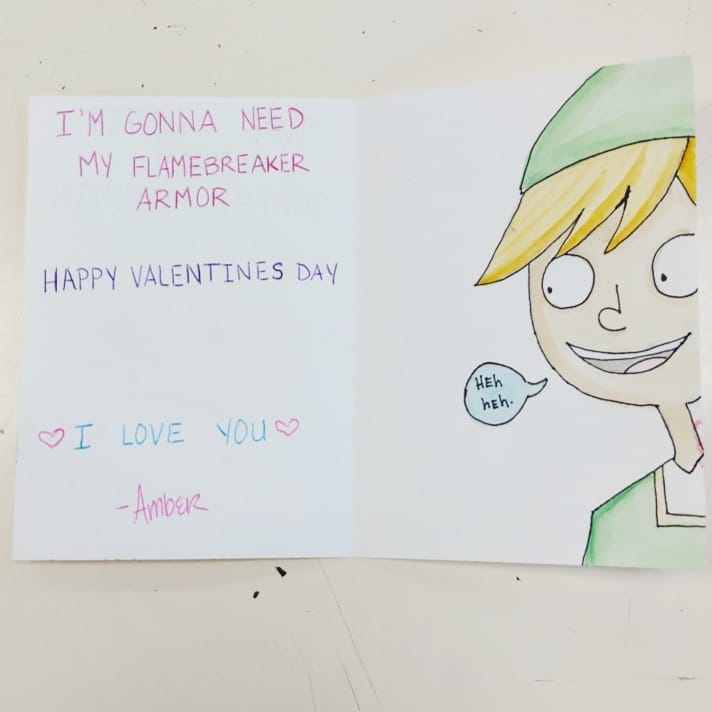 I'M GONNA NEED
MY FLAMEBREAKER
ARMOR
HAPPY VALENTINES DAY
♡ I LOVE YOU ♡
-Amber
HEh
hEh.